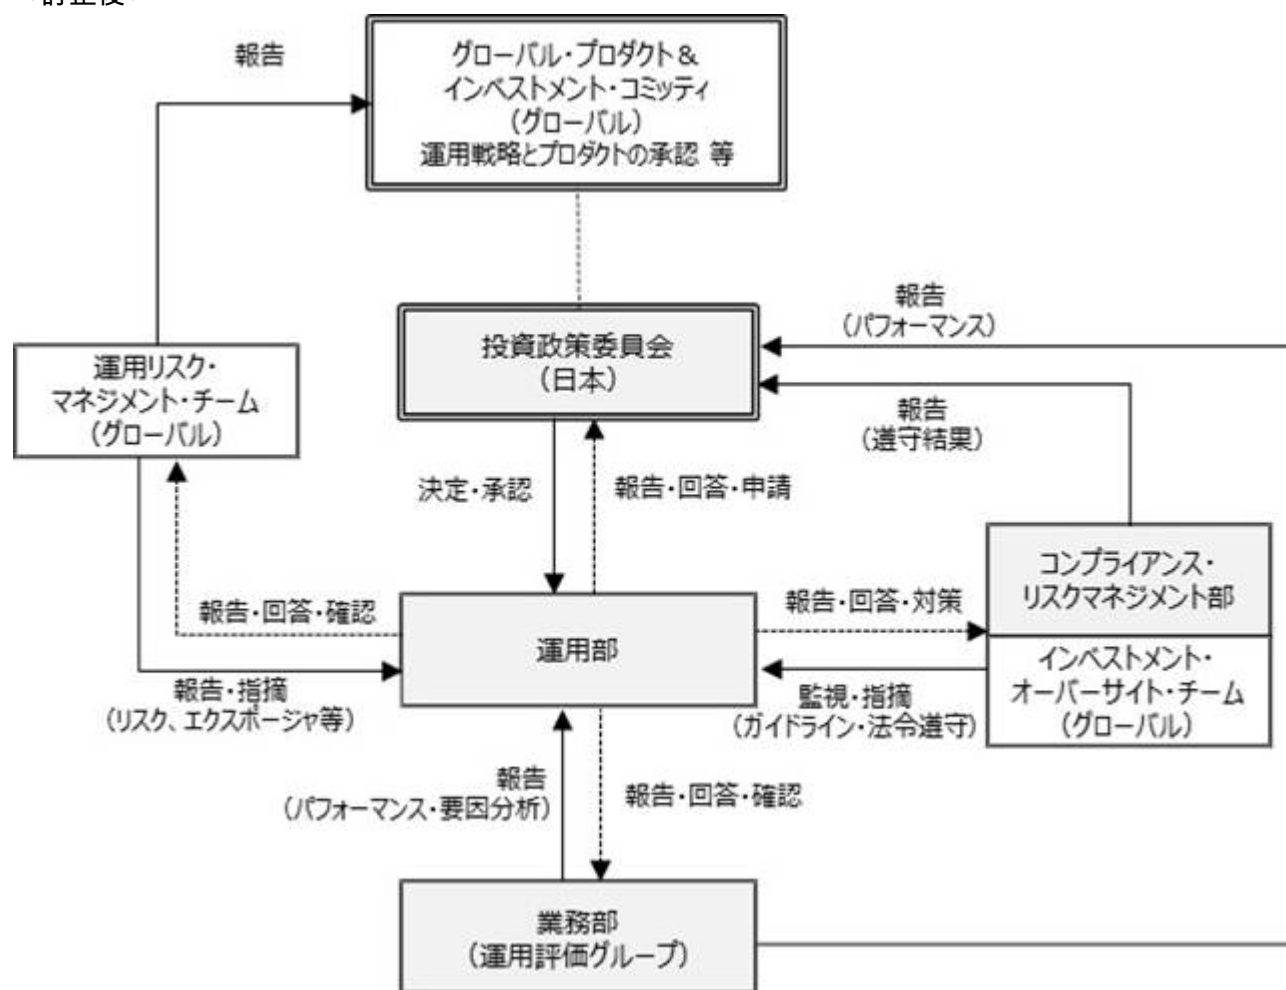 報告
グローバル・プロダクト&
インベストメント・コミッティ
(グローバル)
運用戦略とプロダクトの承認 等
報告
(パフォーマンス)
投資政策委員会
(日本)
運用リスク・
マネジメント・チーム
(グローバル)
報告
(遵守結果)
決定・承認
報告・回答・申請
コンプライアンス・
リスクマネジメント部
報告・回答・確認
報告・回答・対策
運用部
インベストメント・
オーバーサイト・チーム
(グローバル)
報告・指摘
(リスク、エクスポージャ等)
監視・指摘
(ガイドライン・法令遵守)
報告
(パフォーマンス・要因分析)
報告・回答・確認
業務部
(運用評価グループ)